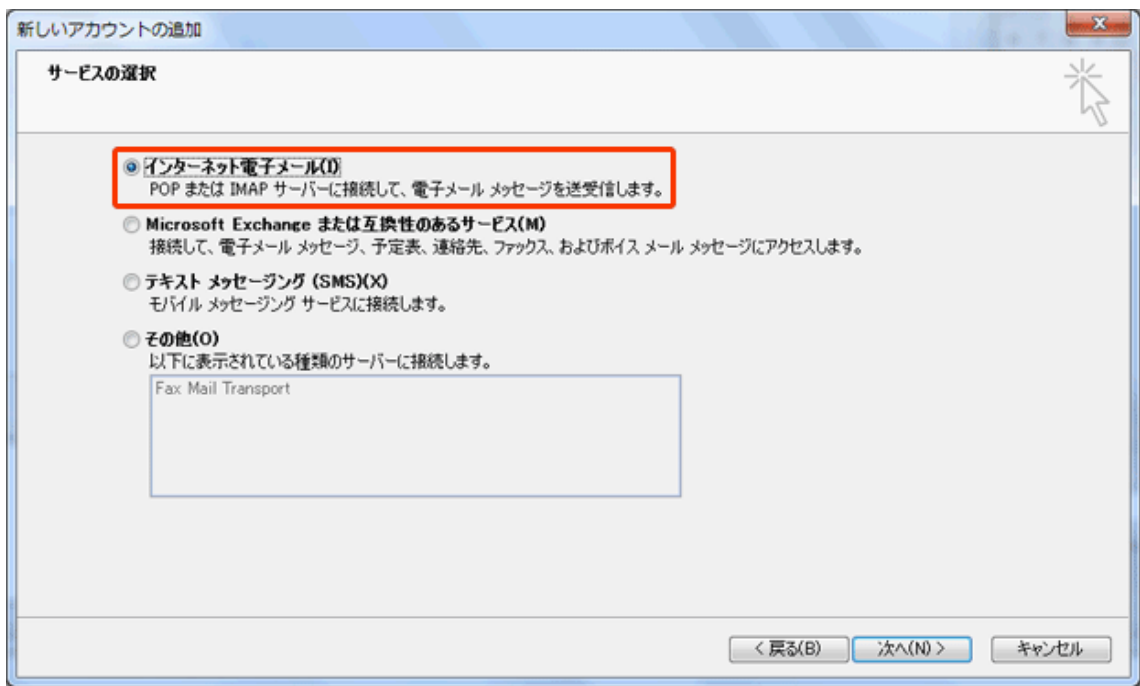 新しいアカウントの追加
サービスの選択
インターネット電子メール(I)
POP または IMAP サーバーに接続して、電子メール メッセージを送受信します。
Microsoft Exchange または互換性のあるサービス(M)
接続して、電子メール メッセージ、予定表、連絡先、ファックス、およびボイス メール メッセージにアクセスします。
テキスト メッセージング (SMS)(X)
モバイル メッセージング サービスに接続します。
その他(O)
以下に表示されている種類のサーバーに接続します。
Fax Mail Transport
< 戻る(B)　次へ(N) >　キャンセル